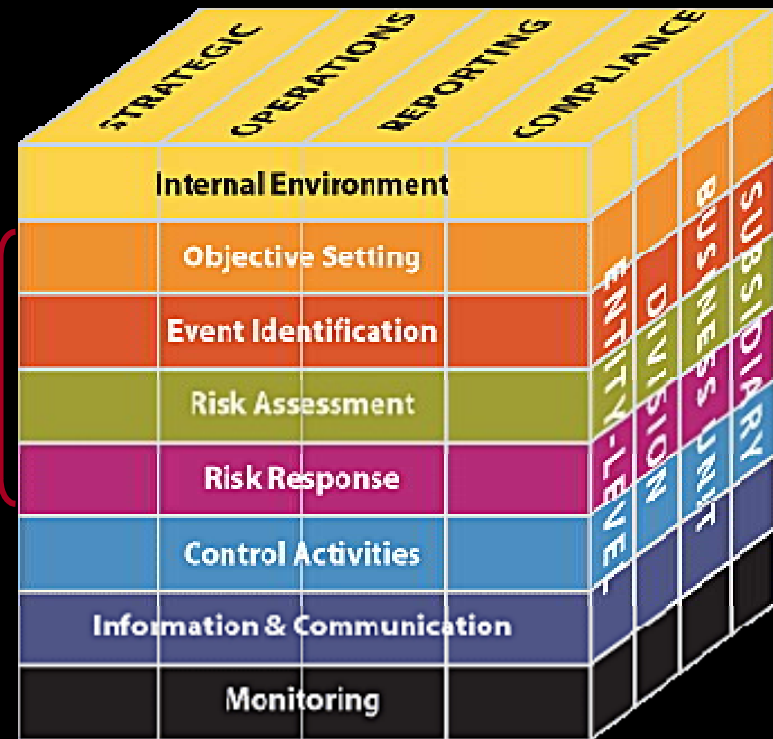 STRATEGIC
OPERATIONS
REPORTING
COMPLIANCE
Internal Environment
Objective Setting
Event Identification
Risk Assessment
Risk Response
Control Activities
Information & Communication
Monitoring
ENTITY-LEVEL
DIVISION
BUSINESS UNIT
SUBSIDIARY